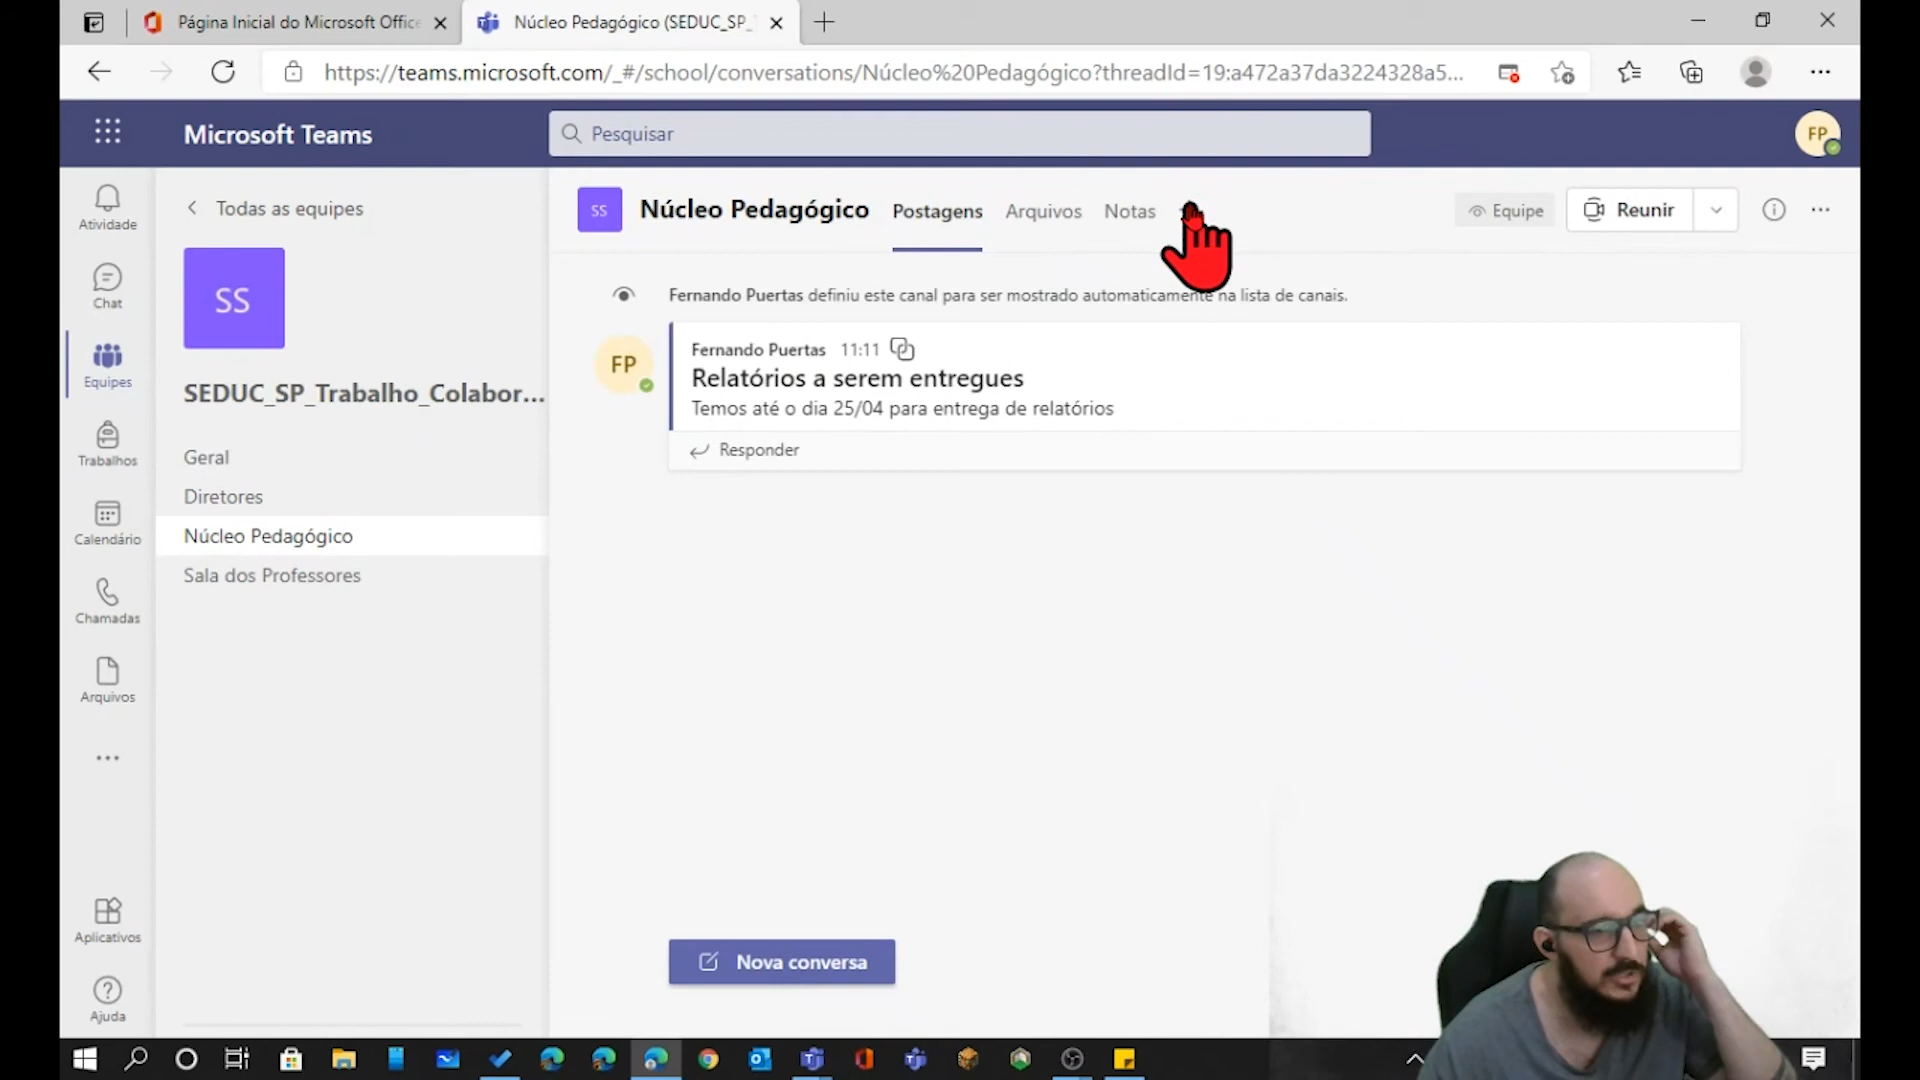 Página Inicial do Microsoft Office
Núcleo Pedagógico (SEDUC_SP_
https://teams.microsoft.com/_#/school/conversations/Núcleo%20Pedagógico?threadId=19:a472a37da3224328a5...
Microsoft Teams
Pesquisar
FP
Atividade
Chat
Equipes
Trabalhos
Calendário
Chamadas
Arquivos
Aplicativos
Ajuda
Todas as equipes
SS
SEDUC_SP_Trabalho_Colabor...
Geral
Diretores
Núcleo Pedagógico
Sala dos Professores
SS
Núcleo Pedagógico
Postagens
Arquivos
Notas
Equipe
Reunir
Fernando Puertas definiu este canal para ser mostrado automaticamente na lista de canais.
FP
Fernando Puertas 11:11
Relatórios a serem entregues
Temos até o dia 25/04 para entrega de relatórios
Responder
Nova conversa